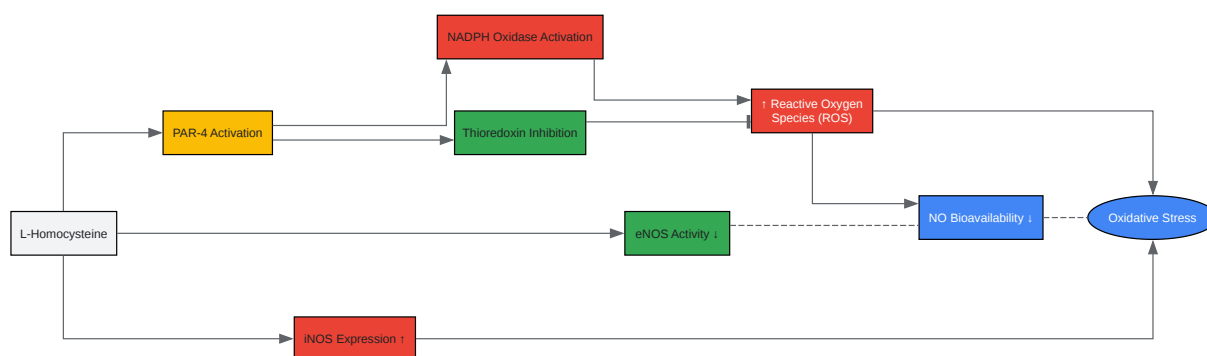 NADPH Oxidase Activation
↑ Reactive Oxygen
Species (ROS)
PAR-4 Activation
Thioredoxin Inhibition
NO Bioavailability ↓
Oxidative Stress
L-Homocysteine
eNOS Activity ↓
iNOS Expression ↑